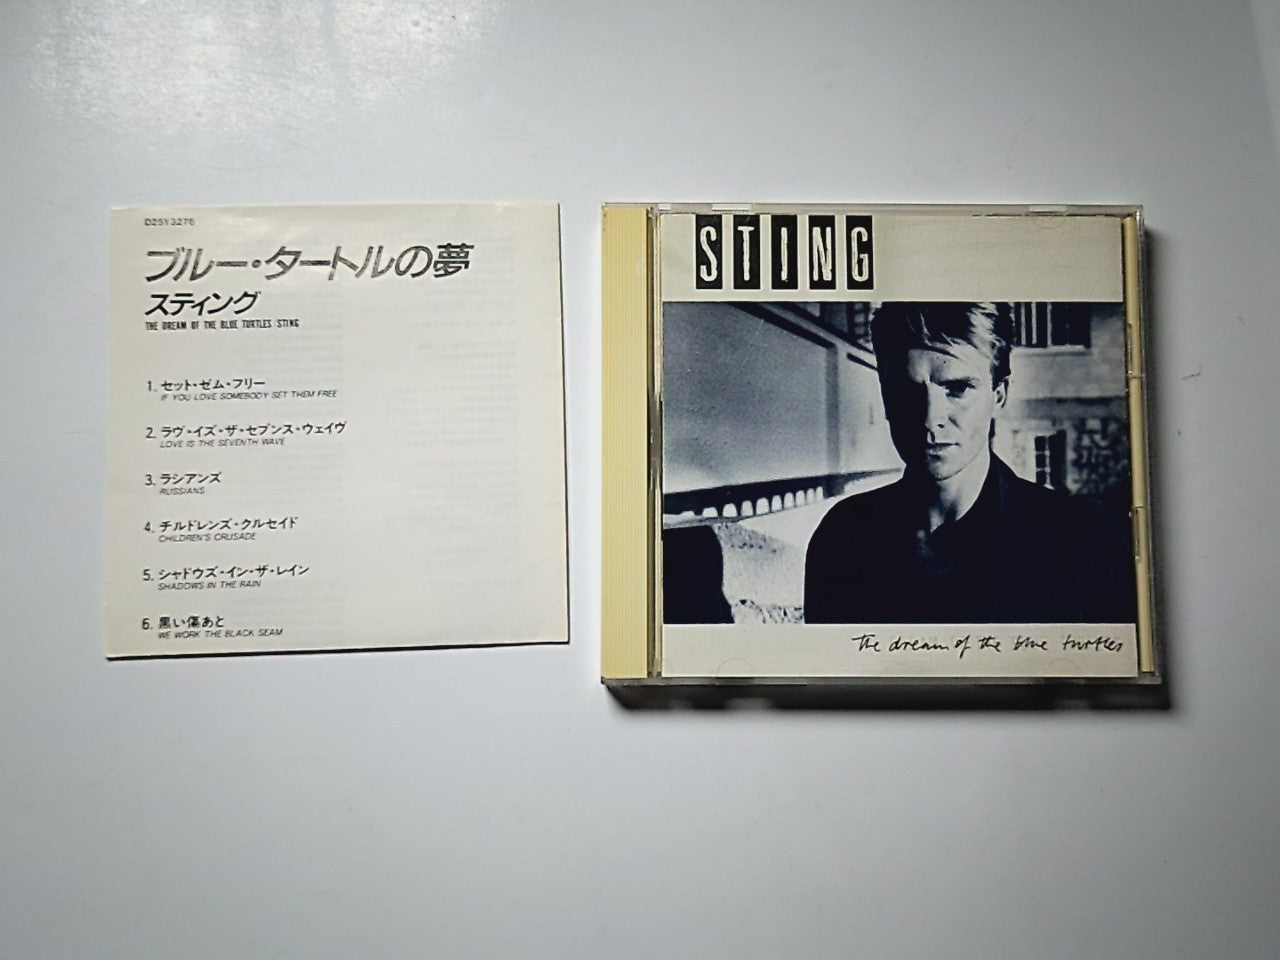 D25Y3276
ブルー・タートルの夢
スティング
THE DREAM OF THE BLUE TURTLES/STING
1. セット・ゼム・フリー
IF YOU LOVE SOMEBODY SET THEM FREE
2. ラヴ・イズ・ザ・セブンス・ウェイヴ
LOVE IS THE SEVENTH WAVE
3. ラシアンズ
RUSSIANS
4. チルドレンズ・クルセイド
CHILDREN'S CRUSADE
5. シャドウズ・イン・ザ・レイン
SHADOWS IN THE RAIN
6. 黒い傷あと
WE WORK THE BLACK SEAM
STING
the dream of the blue turtles